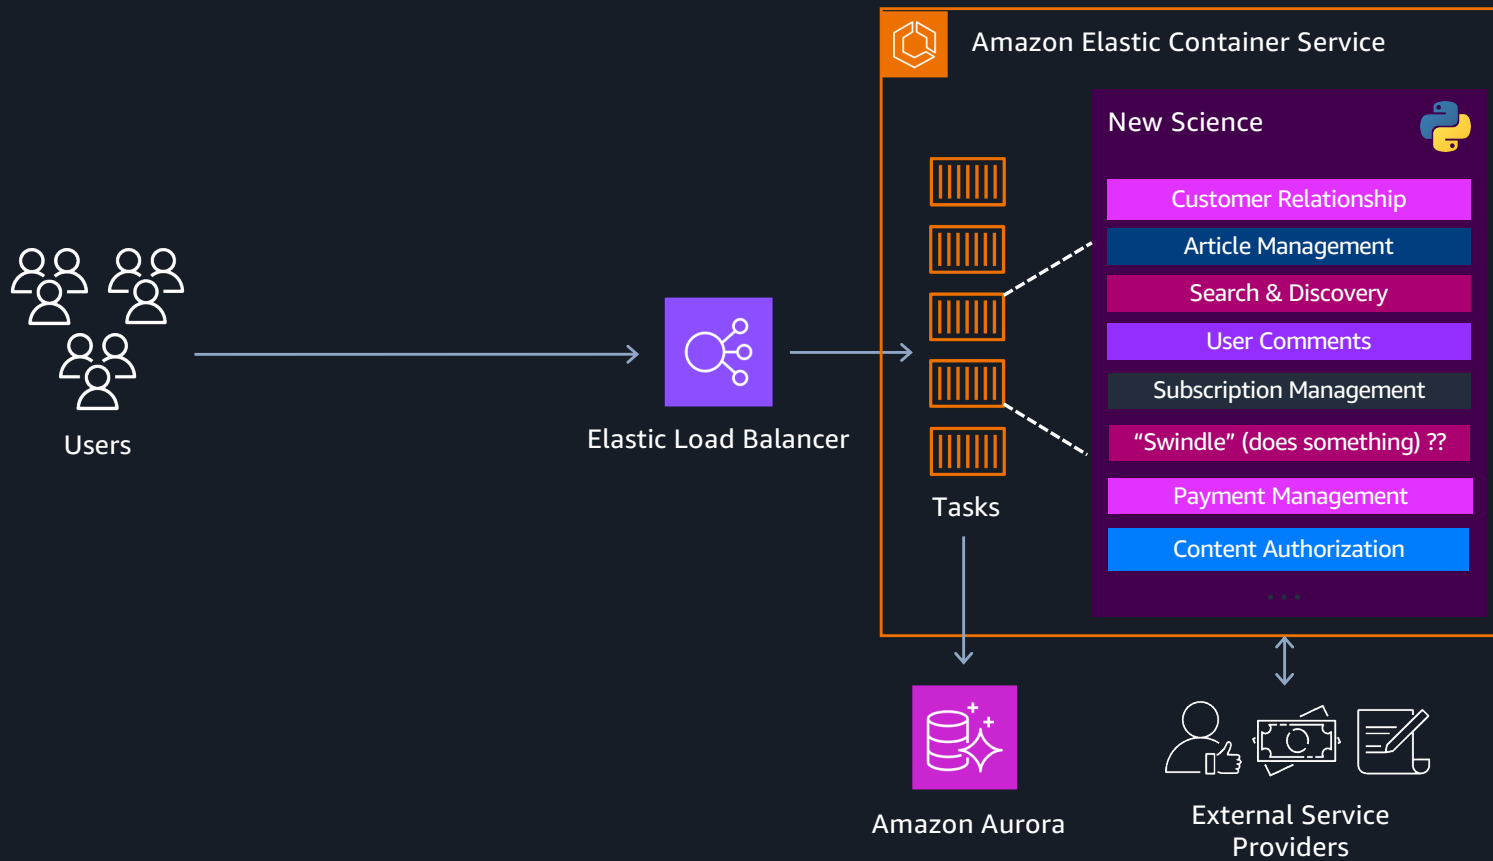 Amazon Elastic Container Service
New Science
Customer Relationship
Article Management
Search & Discovery
User Comments
Subscription Management
“Swindle” (does something) ??
Payment Management
Content Authorization
...
Users
Elastic Load Balancer
Tasks
Amazon Aurora
External Service
Providers